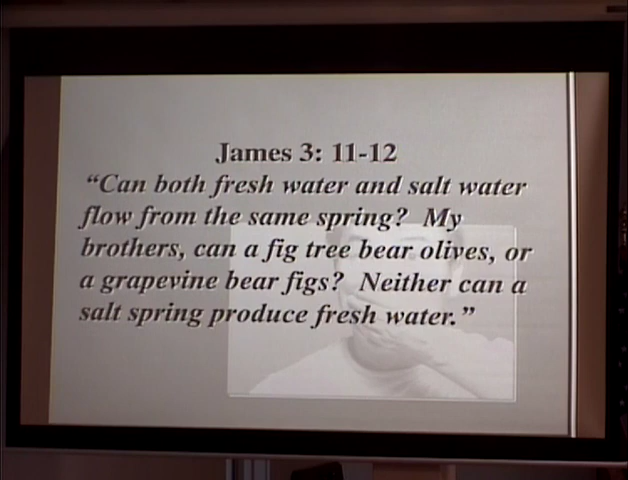 James 3: 11-12
“Can both fresh water and salt water
flow from the same spring? My
brothers, can a fig tree bear olives, or
a grapevine bear figs? Neither can a
salt spring produce fresh water.”